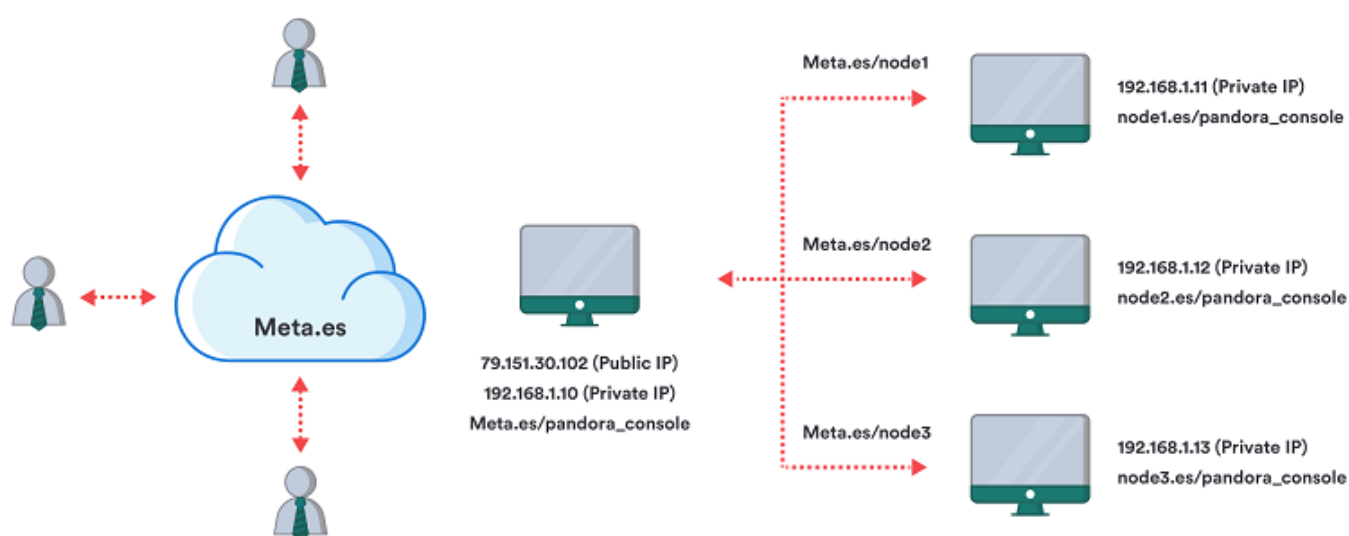 Meta.es
79.151.30.102 (Public IP)
192.168.1.10 (Private IP)
Meta.es/pandora_console
Meta.es/node1
192.168.1.11 (Private IP)
node1.es/pandora_console
Meta.es/node2
192.168.1.12 (Private IP)
node2.es/pandora_console
Meta.es/node3
192.168.1.13 (Private IP)
node3.es/pandora_console